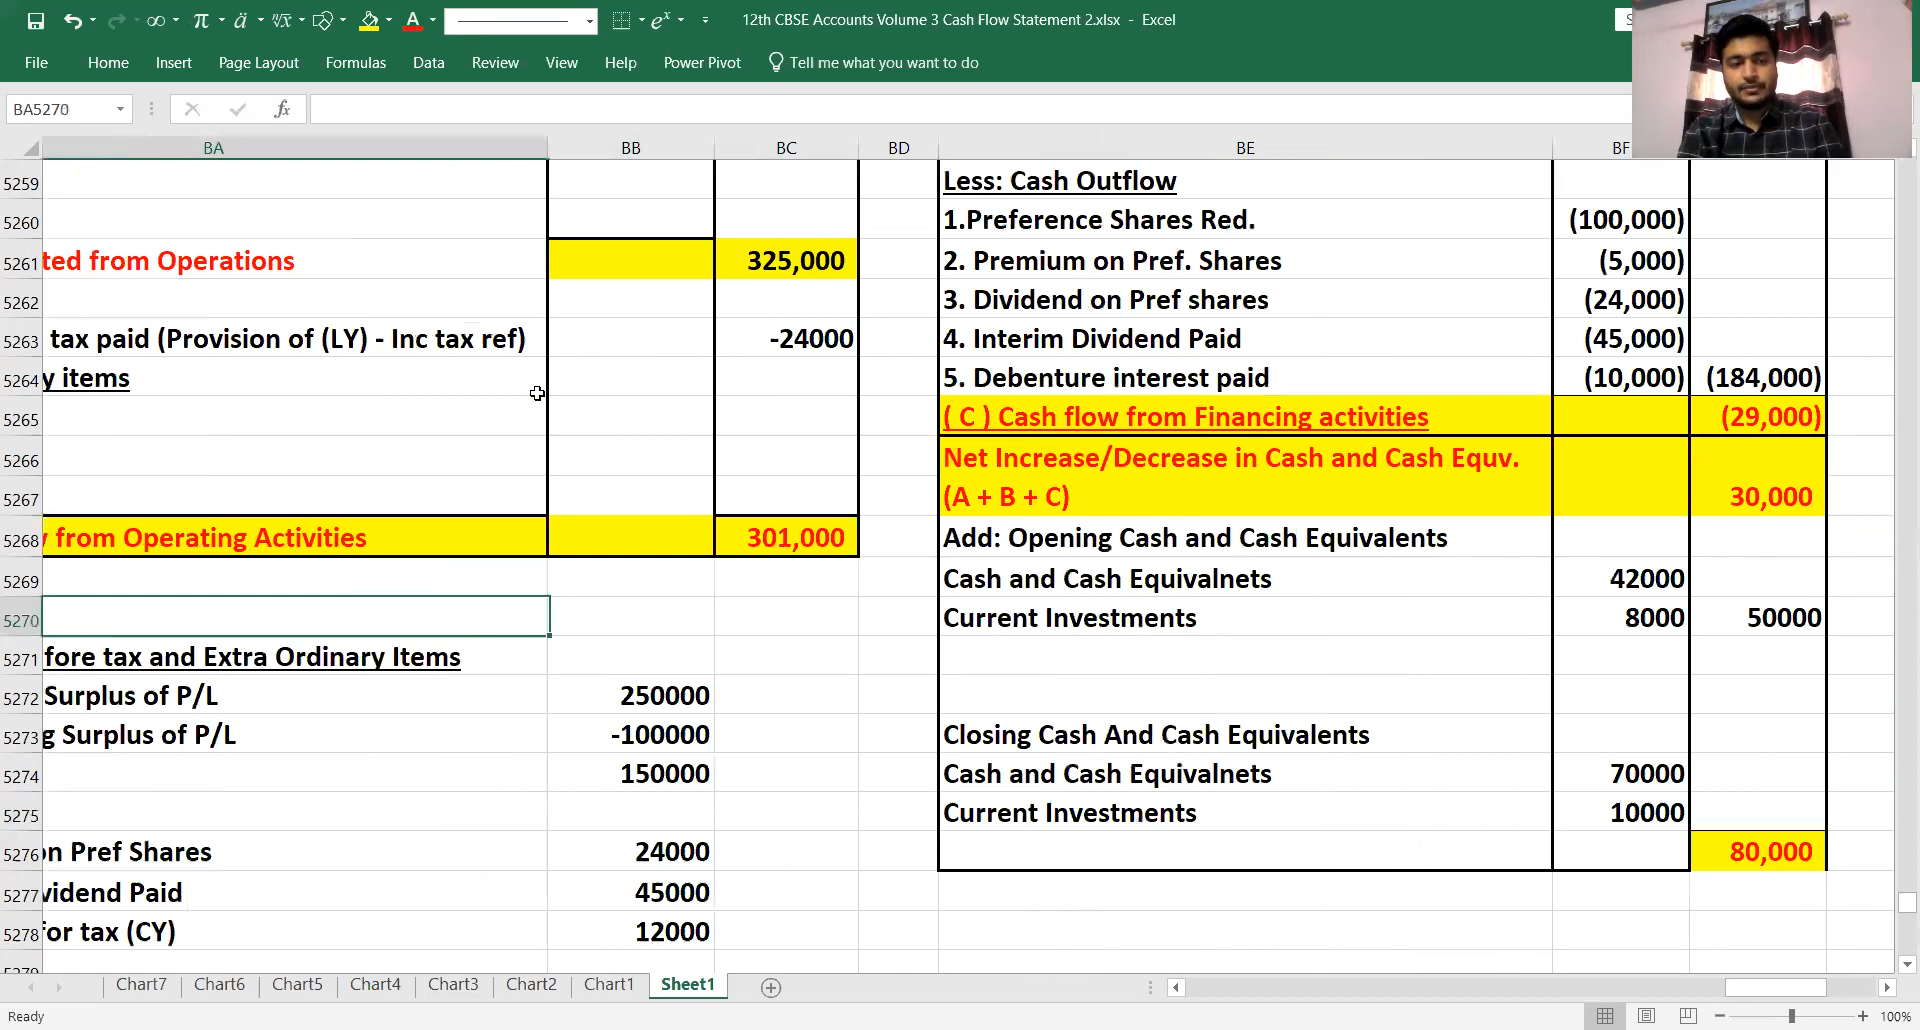 12th CBSE Accounts Volume 3 Cash Flow Statement 2.xlsx - Excel
File Home Insert Page Layout Formulas Data Review View Help Power Pivot Tell me what you want to do
BA5270 fx
BA BB BC BD BE BF
5259 Less: Cash Outflow
5260 1.Preference Shares Red. (100,000)
5261 ted from Operations 325,000 2. Premium on Pref. Shares (5,000)
5262 3. Dividend on Pref shares (24,000)
5263 tax paid (Provision of (LY) - Inc tax ref) -24000 4. Interim Dividend Paid (45,000)
5264 y items 5. Debenture interest paid (10,000) (184,000)
5265 ( C ) Cash flow from Financing activities (29,000)
5266 Net Increase/Decrease in Cash and Cash Equv.
5267 (A + B + C) 30,000
5268 from Operating Activities 301,000 Add: Opening Cash and Cash Equivalents
5269 Cash and Cash Equivalnets 42000
5270 Current Investments 8000 50000
5271 fore tax and Extra Ordinary Items
5272 Surplus of P/L 250000
5273 g Surplus of P/L -100000 Closing Cash And Cash Equivalents
5274 150000 Cash and Cash Equivalnets 70000
5275 Current Investments 10000
5276 on Pref Shares 24000 80,000
5277 vidend Paid 45000
5278 for tax (CY) 12000
Chart7 Chart6 Chart5 Chart4 Chart3 Chart2 Chart1 Sheet1
Ready 100%